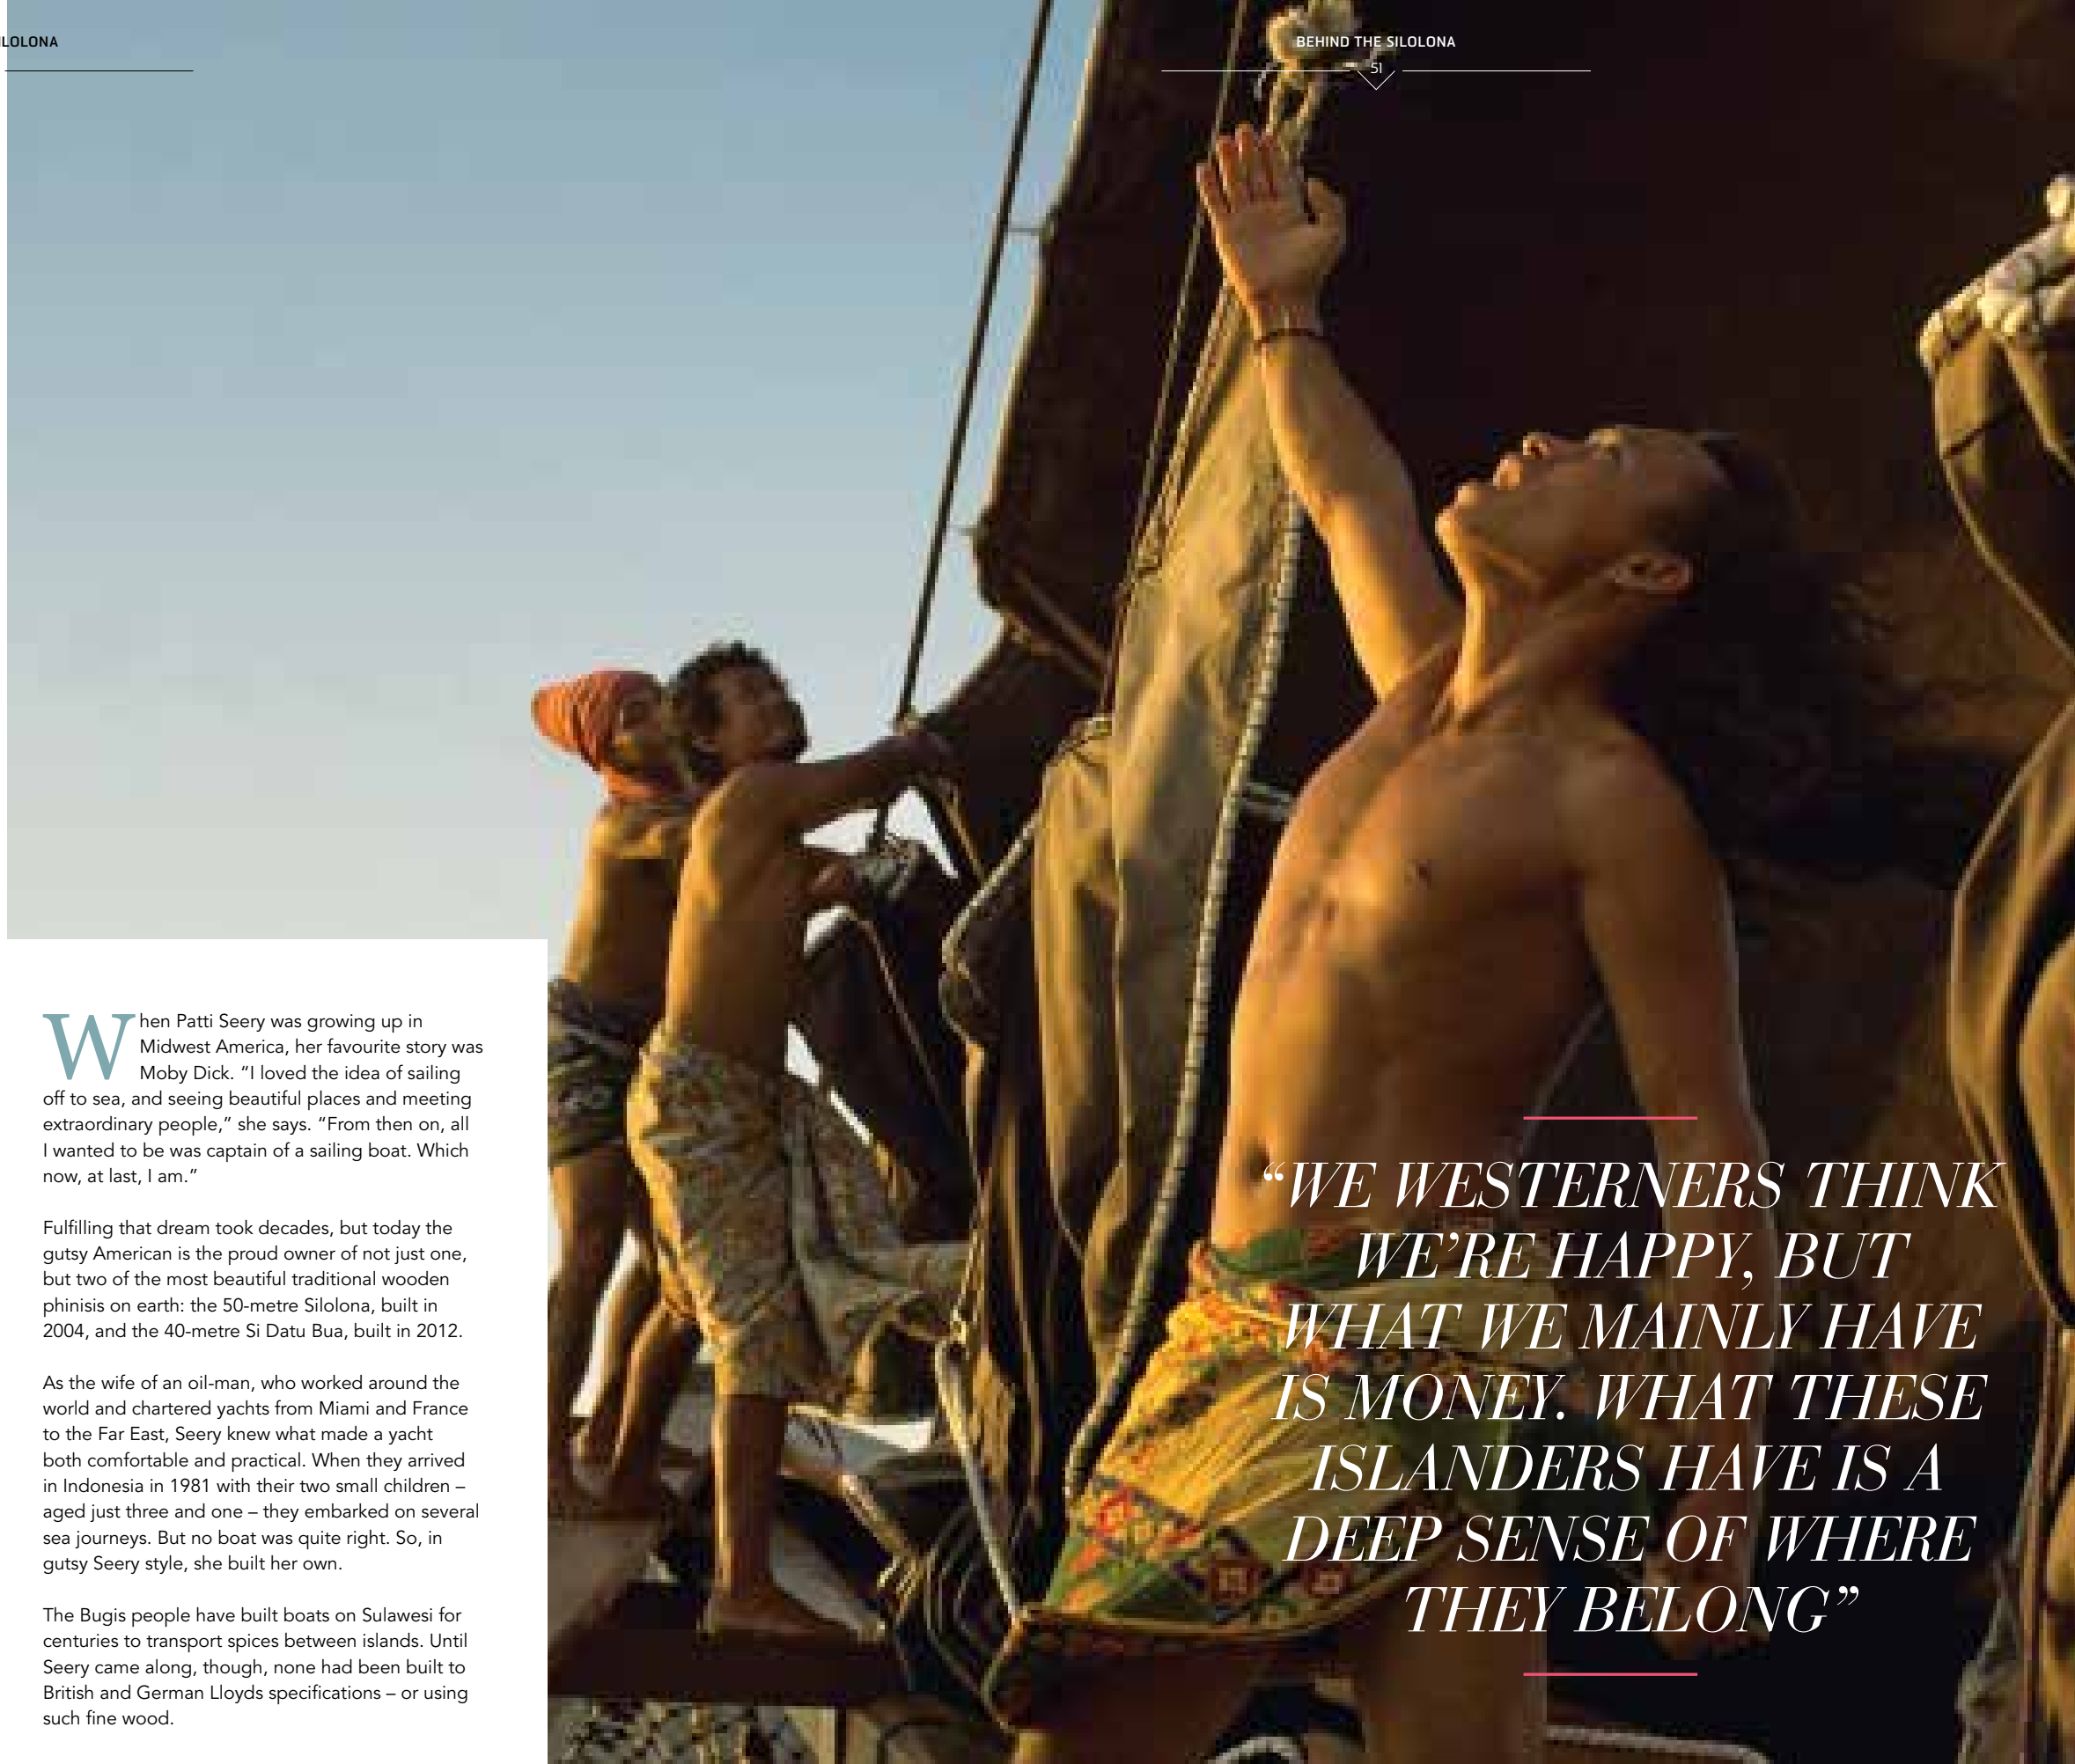 BEHIND THE SILOLONA
51
When Patti Seery was growing up in
Midwest America, her favourite story was
Moby Dick. “I loved the idea of sailing
off to sea, and seeing beautiful places and meeting
extraordinary people,” she says. “From then on, all
I wanted to be was captain of a sailing boat. Which
now, at last, I am.”
Fulfilling that dream took decades, but today the
gutsy American is the proud owner of not just one,
but two of the most beautiful traditional wooden
phinisis on earth: the 50-metre Silolona, built in
2004, and the 40-metre Si Datu Bua, built in 2012.
As the wife of an oil-man, who worked around the
world and chartered yachts from Miami and France
to the Far East, Seery knew what made a yacht
both comfortable and practical. When they arrived
in Indonesia in 1981 with their two small children –
aged just three and one – they embarked on several
sea journeys. But no boat was quite right. So, in
gutsy Seery style, she built her own.
The Bugis people have built boats on Sulawesi for
centuries to transport spices between islands. Until
Seery came along, though, none had been built to
British and German Lloyds specifications – or using
such fine wood.
“WE WESTERNERS THINK
WE’RE HAPPY, BUT
WHAT WE MAINLY HAVE
IS MONEY. WHAT THESE
ISLANDERS HAVE IS A
DEEP SENSE OF WHERE
THEY BELONG”